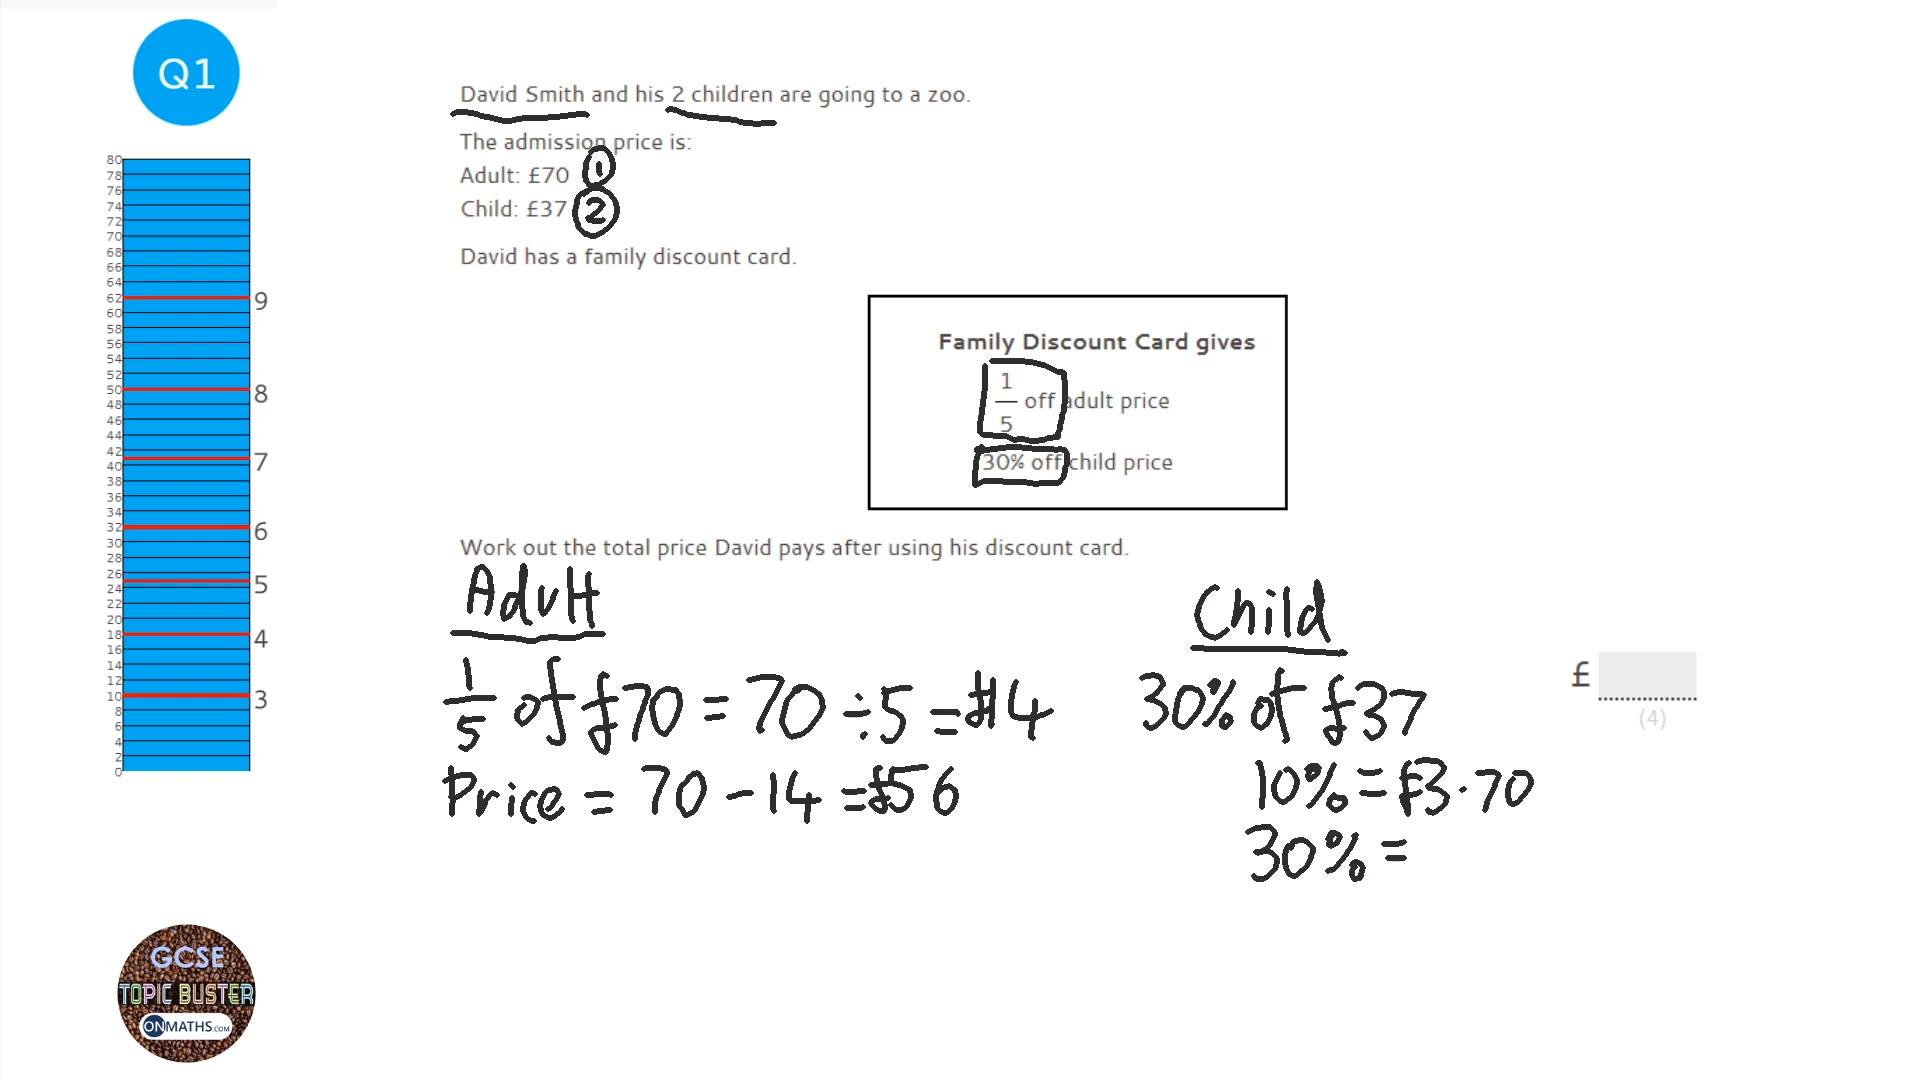 Q1
David Smith and his 2 children are going to a zoo.
The admission price is:
Adult: £70 1
Child: £37 2
David has a family discount card.
Family Discount Card gives
1
— off adult price
5
30% off child price
Work out the total price David pays after using his discount card.
Adult
1/5 of £70 = 70 ÷ 5 = £14
Price = 70 - 14 = £56
Child
30% of £37
10% = £3.70
30% =
£
(4)
80
78
76
74
72
70
68
66
64
62
60
58
56
54
52
50
48
46
44
42
40
38
36
34
32
30
28
26
24
22
20
18
16
14
12
10
8
6
4
2
0
9
8
7
6
5
4
3
GCSE
TOPIC BUSTER
ONMATHS.COM